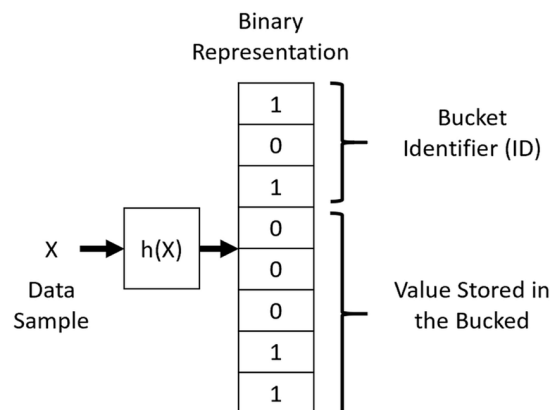 Binary
Representation
1
0
1
0
0
0
1
1
Bucket
Identifier (ID)
X
h(X)
Data
Sample
Value Stored in
the Bucked